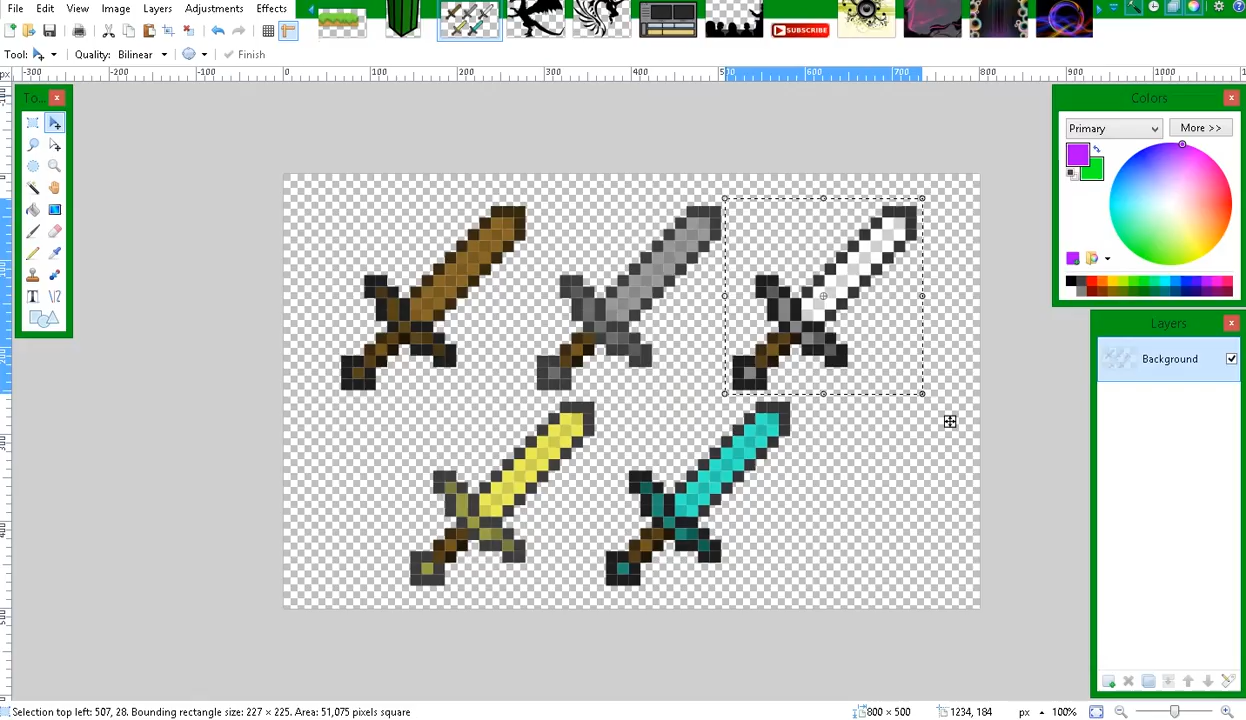 File Edit View Image Layers Adjustments Effects
SUBSCRIBE
Tool: Quality: Bilinear Finish
px -300 -200 -100 0 100 200 300 400 500 600 700 800 900 1000
To...
Colors
Primary More >>
Layers
Background
Selection top left: 507, 28. Bounding rectangle size: 227 × 225. Area: 51,075 pixels square 800 × 500 1234, 184 px 100%